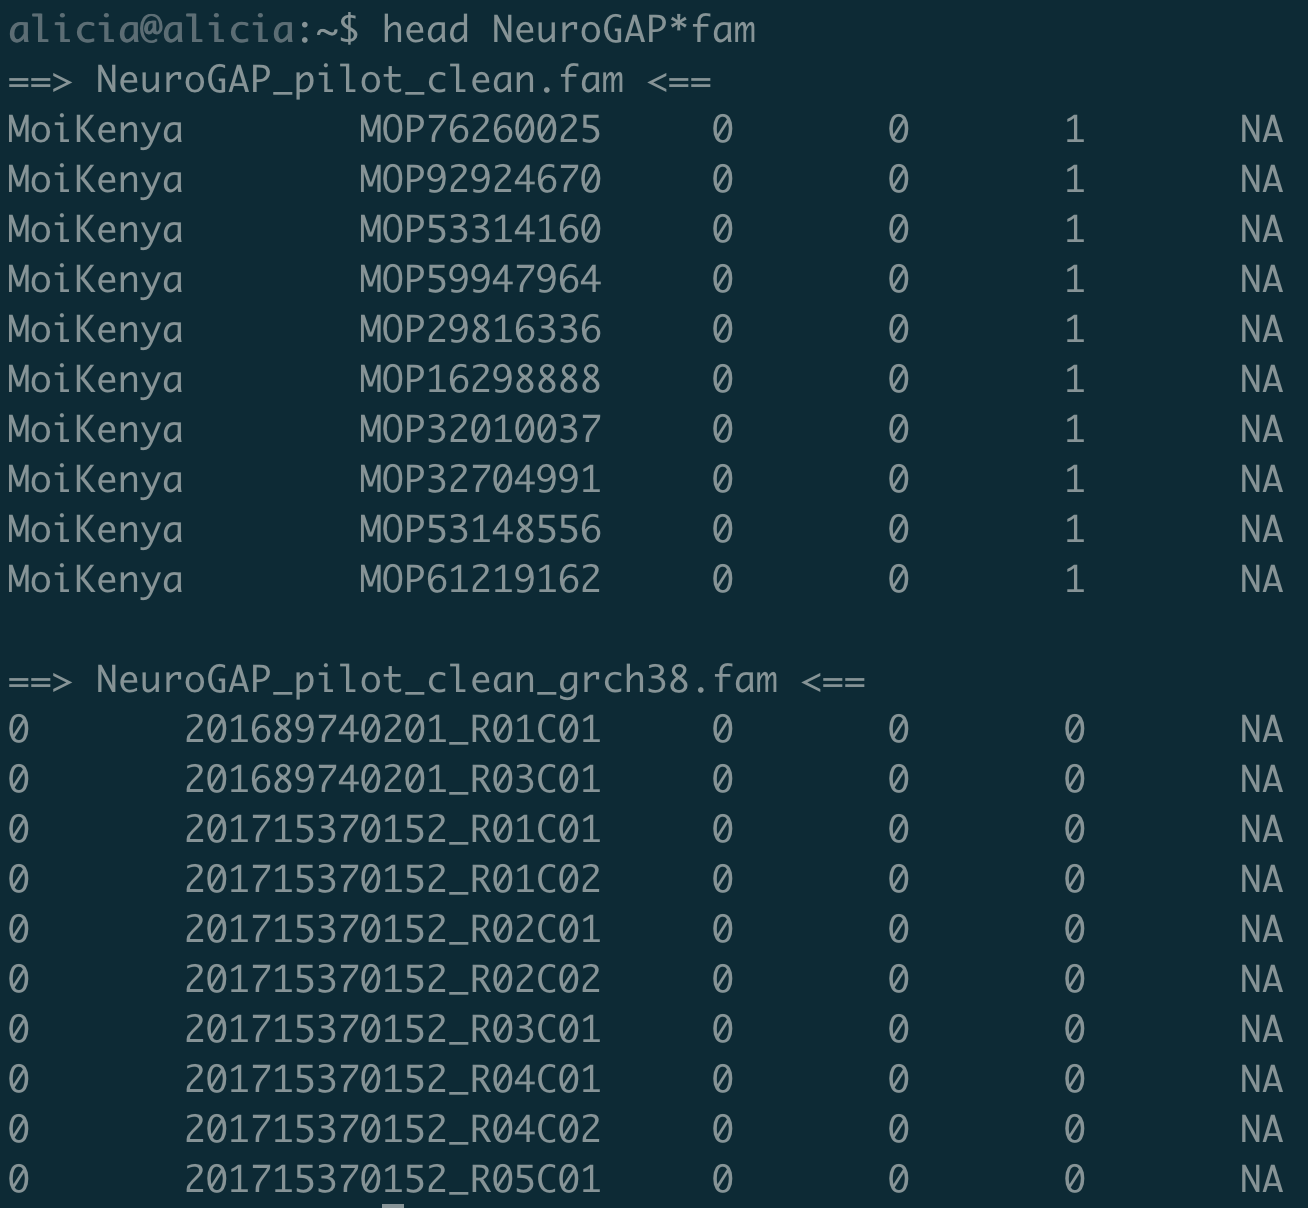 alicia@alicia:~$ head NeuroGAP*fam
==> NeuroGAP_pilot_clean.fam <==
MoiKenya MOP76260025 0 0 1 NA
MoiKenya MOP92924670 0 0 1 NA
MoiKenya MOP53314160 0 0 1 NA
MoiKenya MOP59947964 0 0 1 NA
MoiKenya MOP29816336 0 0 1 NA
MoiKenya MOP16298888 0 0 1 NA
MoiKenya MOP32010037 0 0 1 NA
MoiKenya MOP32704991 0 0 1 NA
MoiKenya MOP53148556 0 0 1 NA
MoiKenya MOP61219162 0 0 1 NA
==> NeuroGAP_pilot_clean_grch38.fam <==
0 201689740201_R01C01 0 0 0 NA
0 201689740201_R03C01 0 0 0 NA
0 201715370152_R01C01 0 0 0 NA
0 201715370152_R01C02 0 0 0 NA
0 201715370152_R02C01 0 0 0 NA
0 201715370152_R02C02 0 0 0 NA
0 201715370152_R03C01 0 0 0 NA
0 201715370152_R04C01 0 0 0 NA
0 201715370152_R04C02 0 0 0 NA
0 201715370152_R05C01 0 0 0 NA